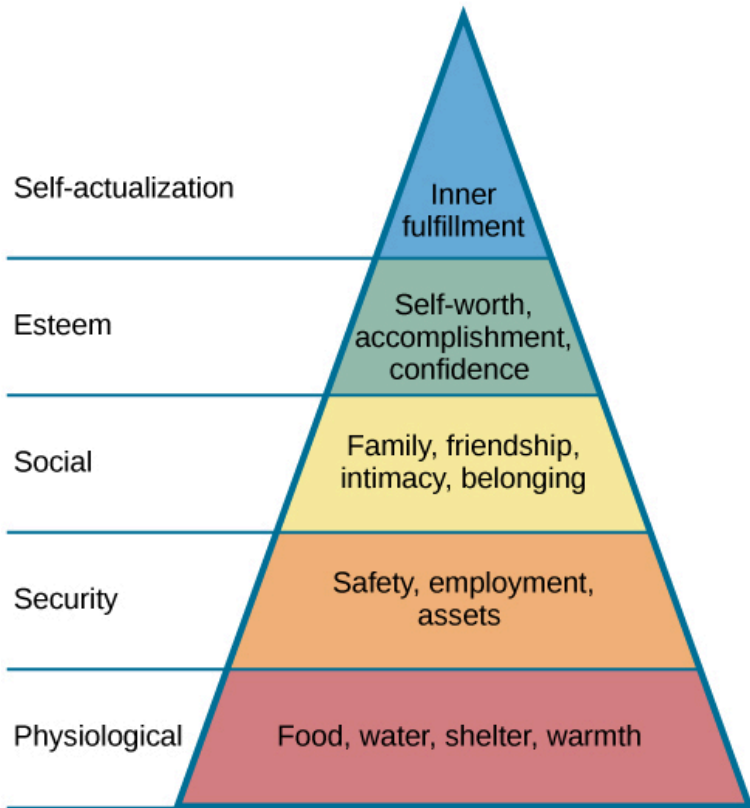 Self-actualization
Inner
fulfillment
Esteem
Self-worth,
accomplishment,
confidence
Social
Family, friendship,
intimacy, belonging
Security
Safety, employment,
assets
Physiological
Food, water, shelter, warmth